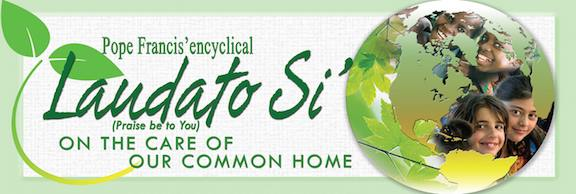 Pope Francis' encyclical
Laudato Si'
(Praise be to You)
ON THE CARE OF
OUR COMMON HOME